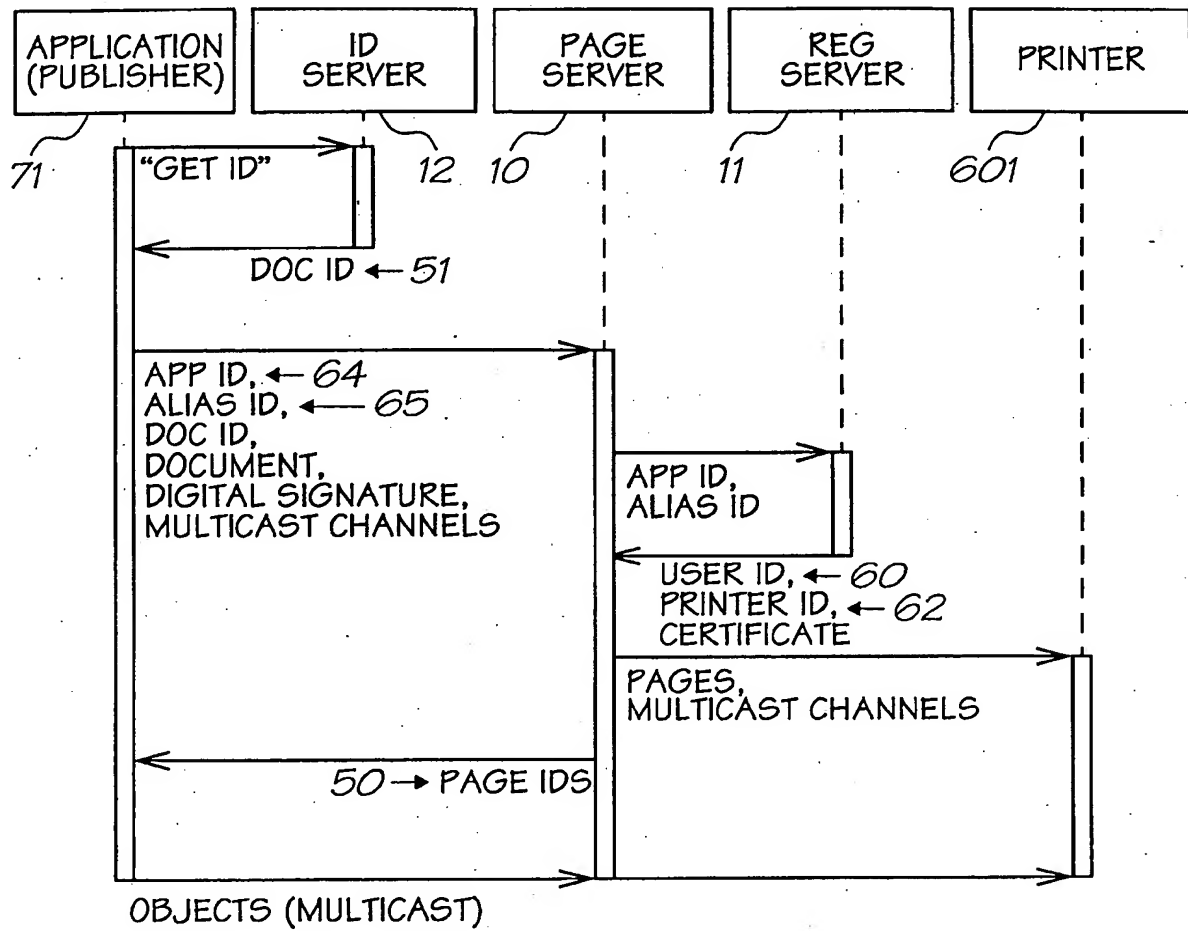 APPLICATION
(PUBLISHER)
ID
SERVER
PAGE
SERVER
REG
SERVER
PRINTER
71
12
10
11
601
"GET ID"
DOC ID ← 51
APP ID, ← 64
ALIAS ID, ← 65
DOC ID,
DOCUMENT,
DIGITAL SIGNATURE,
MULTICAST CHANNELS
APP ID,
ALIAS ID
USER ID, ← 60
PRINTER ID, ← 62
CERTIFICATE
PAGES,
MULTICAST CHANNELS
50 → PAGE IDS
OBJECTS (MULTICAST)